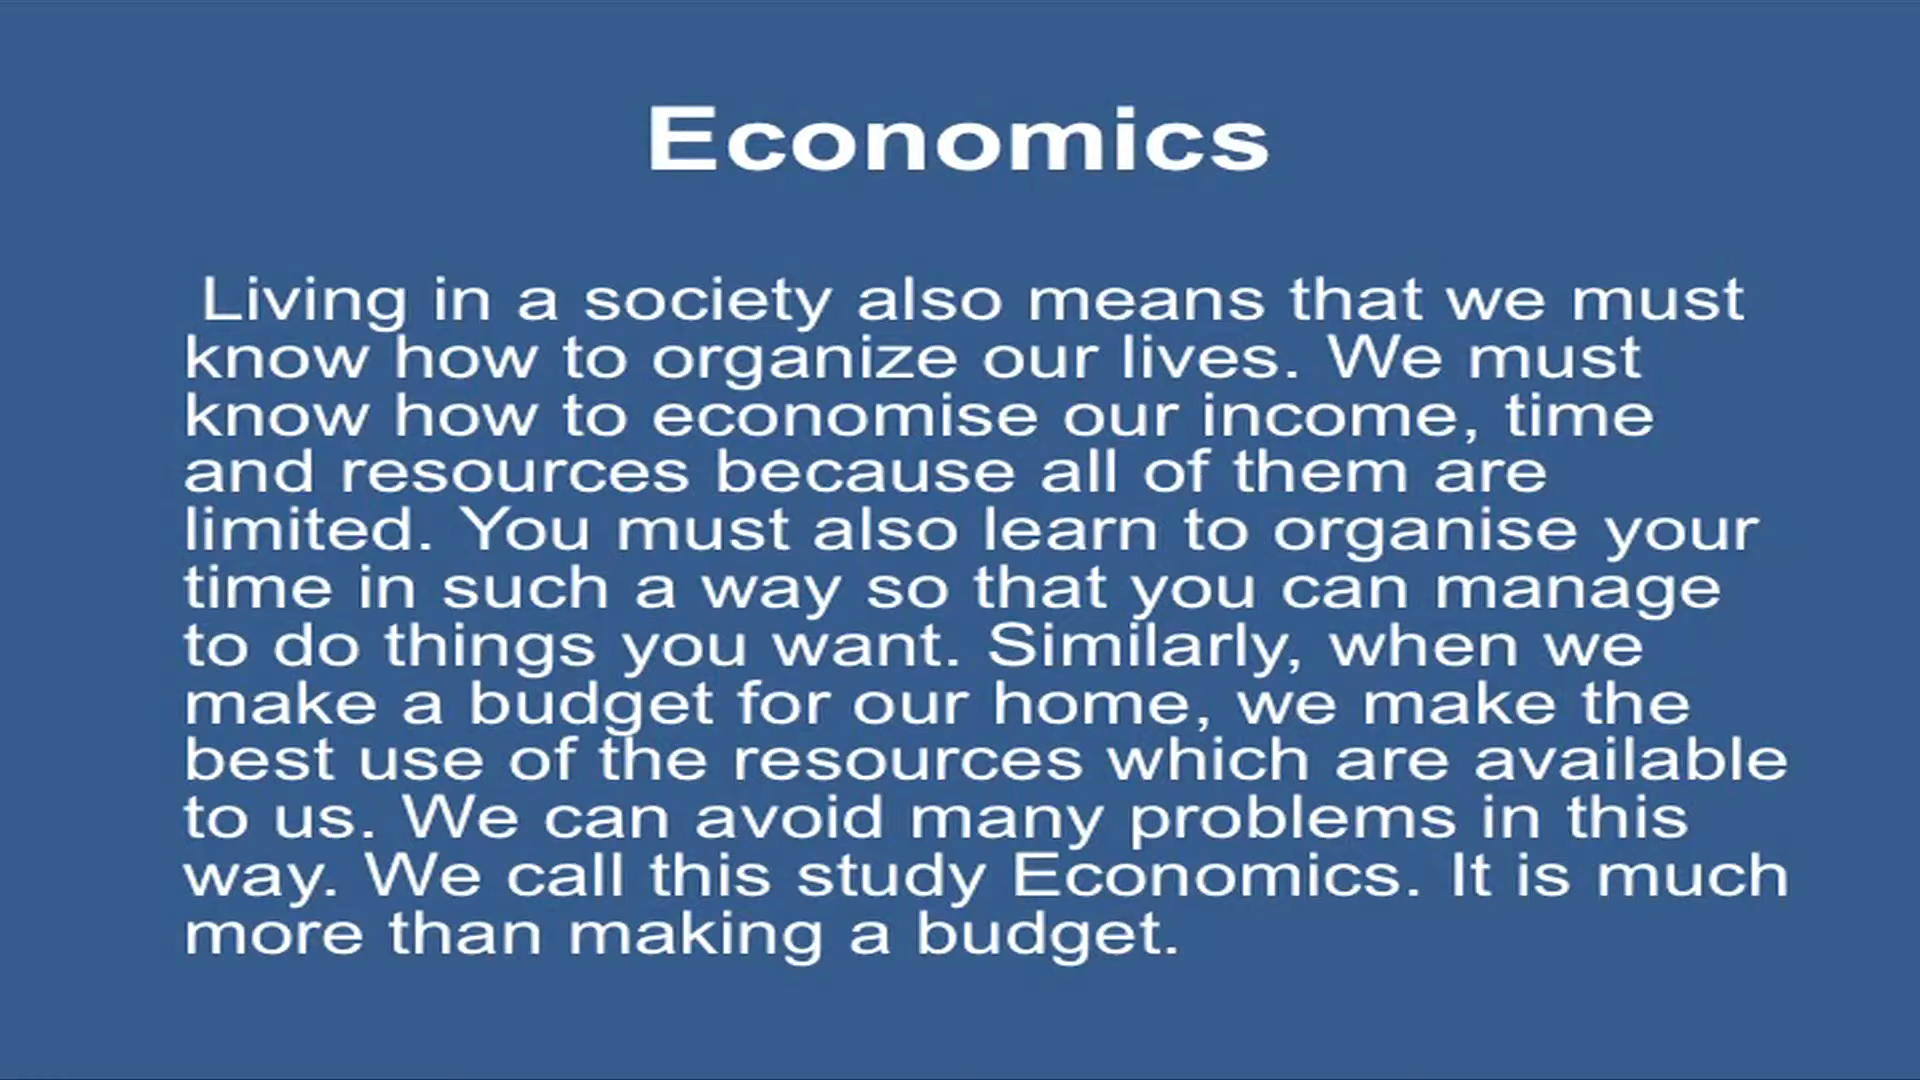 Economics
Living in a society also means that we must
know how to organize our lives. We must
know how to economise our income, time
and resources because all of them are
limited. You must also learn to organise your
time in such a way so that you can manage
to do things you want. Similarly, when we
make a budget for our home, we make the
best use of the resources which are available
to us. We can avoid many problems in this
way. We call this study Economics. It is much
more than making a budget.